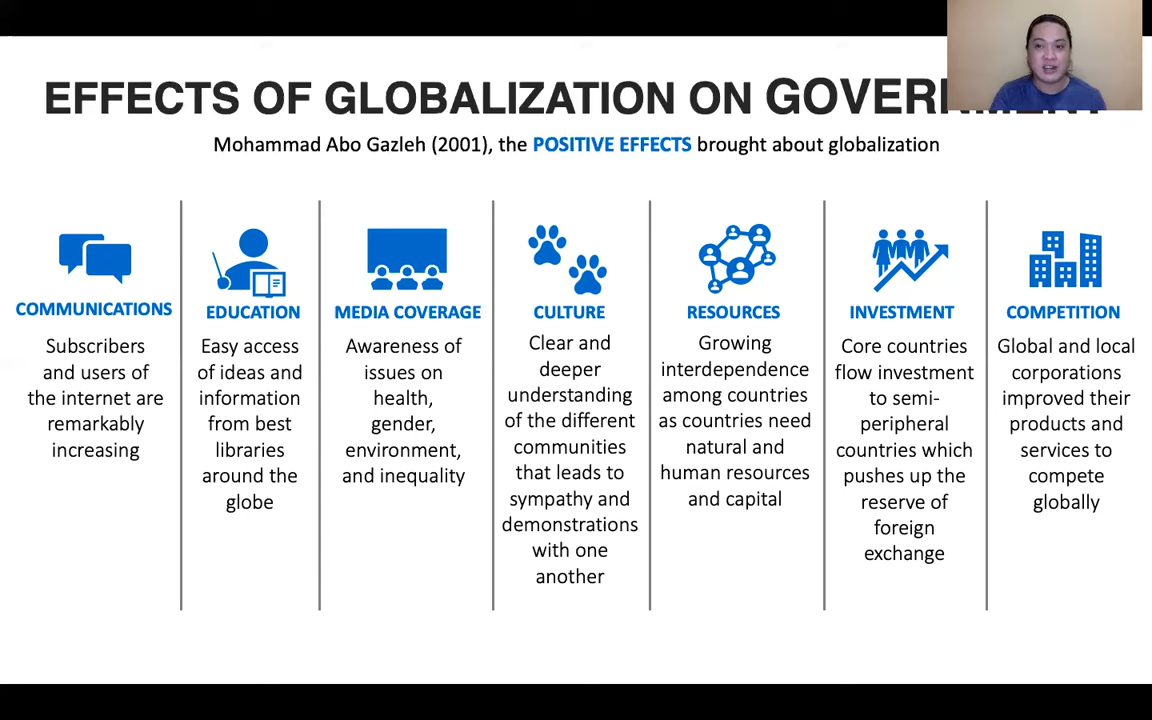 EFFECTS OF GLOBALIZATION ON
Mohammad Abo Gazleh (2001), the POSITIVE EFFECTS brought about globalization
COMMUNICATIONS
Subscribers
and users of
the internet are
remarkably
increasing
EDUCATION
Easy access
of ideas and
information
from best
libraries
around the
globe
MEDIA COVERAGE
Awareness of
issues on
health,
gender,
environment,
and inequality
CULTURE
Clear and
deeper
understanding
of the different
communities
that leads to
sympathy and
demonstrations
with one
another
RESOURCES
Growing
interdependence
among countries
as countries need
natural and
human resources
and capital
INVESTMENT
Core countries
flow investment
to semi-
peripheral
countries which
pushes up the
reserve of
foreign
exchange
COMPETITION
Global and local
corporations
improved their
products and
services to
compete
globally